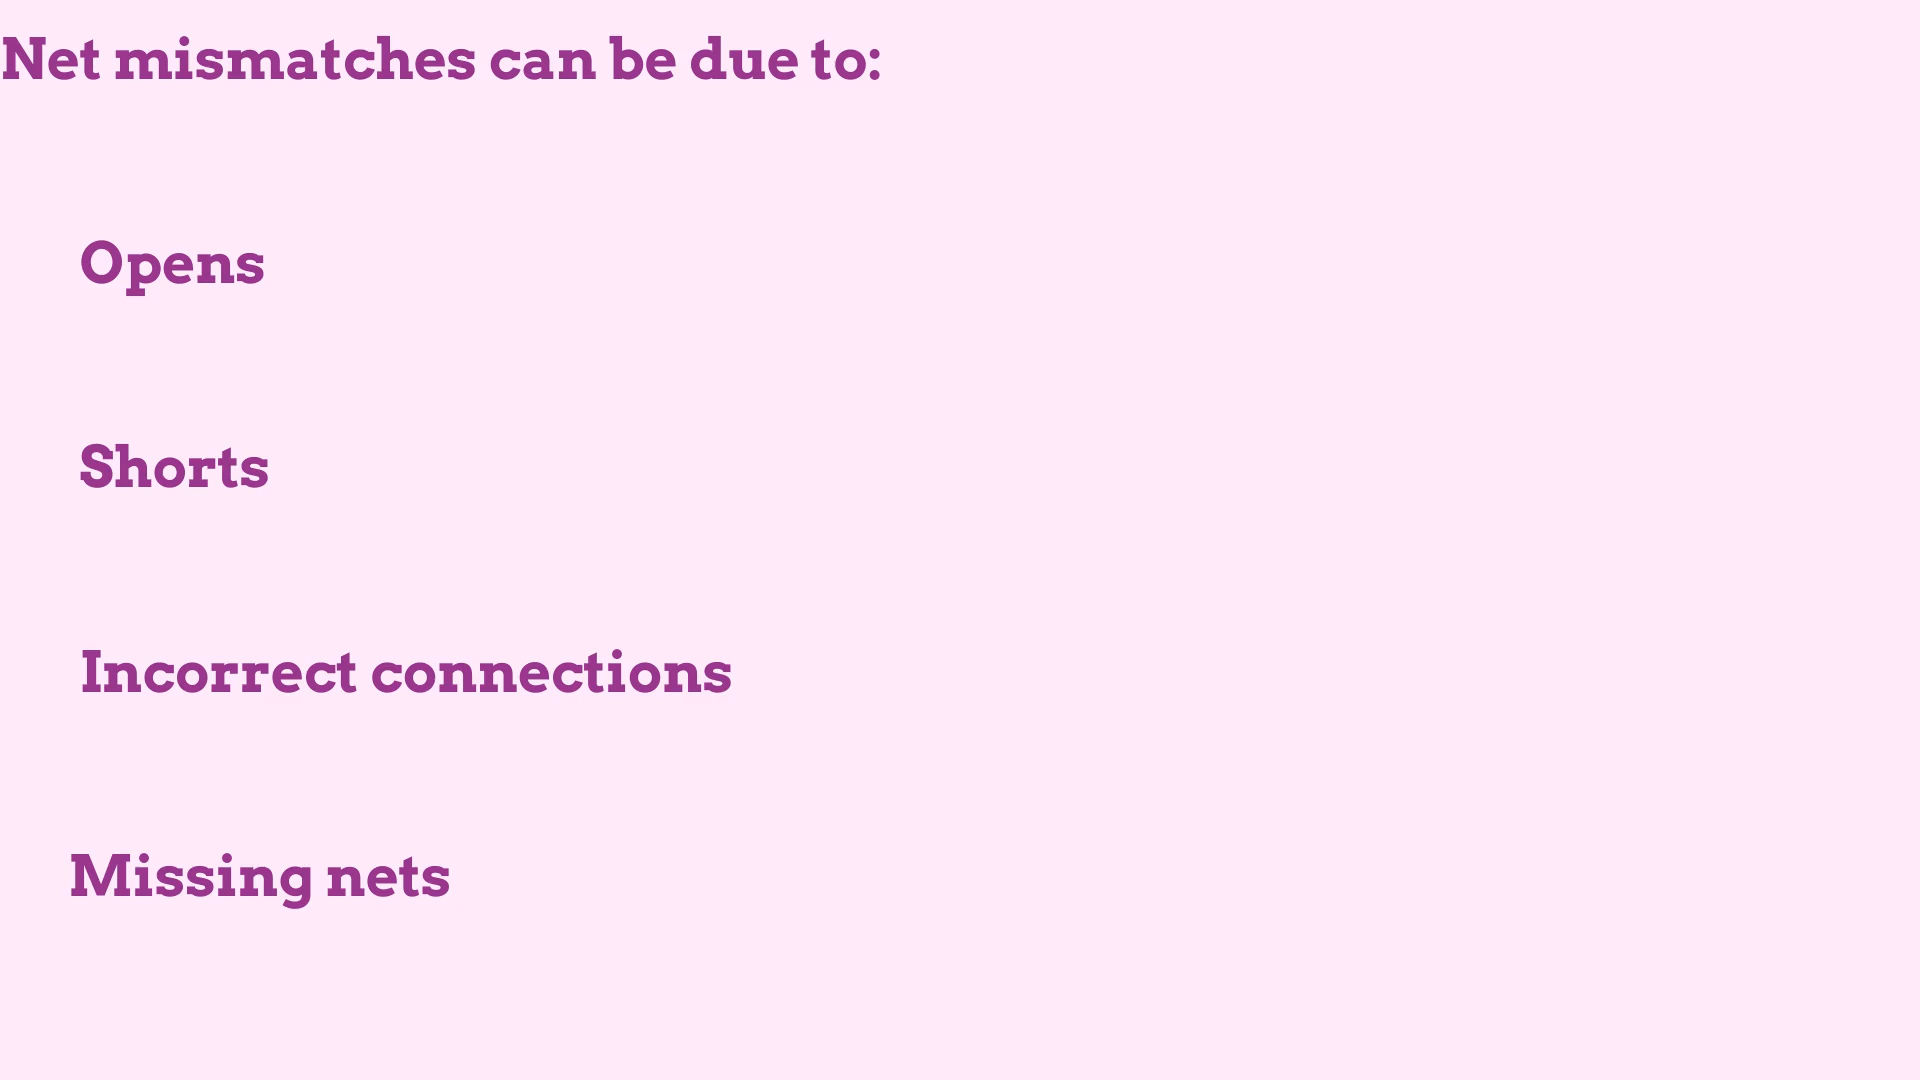 Net mismatches can be due to:
Opens
Shorts
Incorrect connections
Missing nets